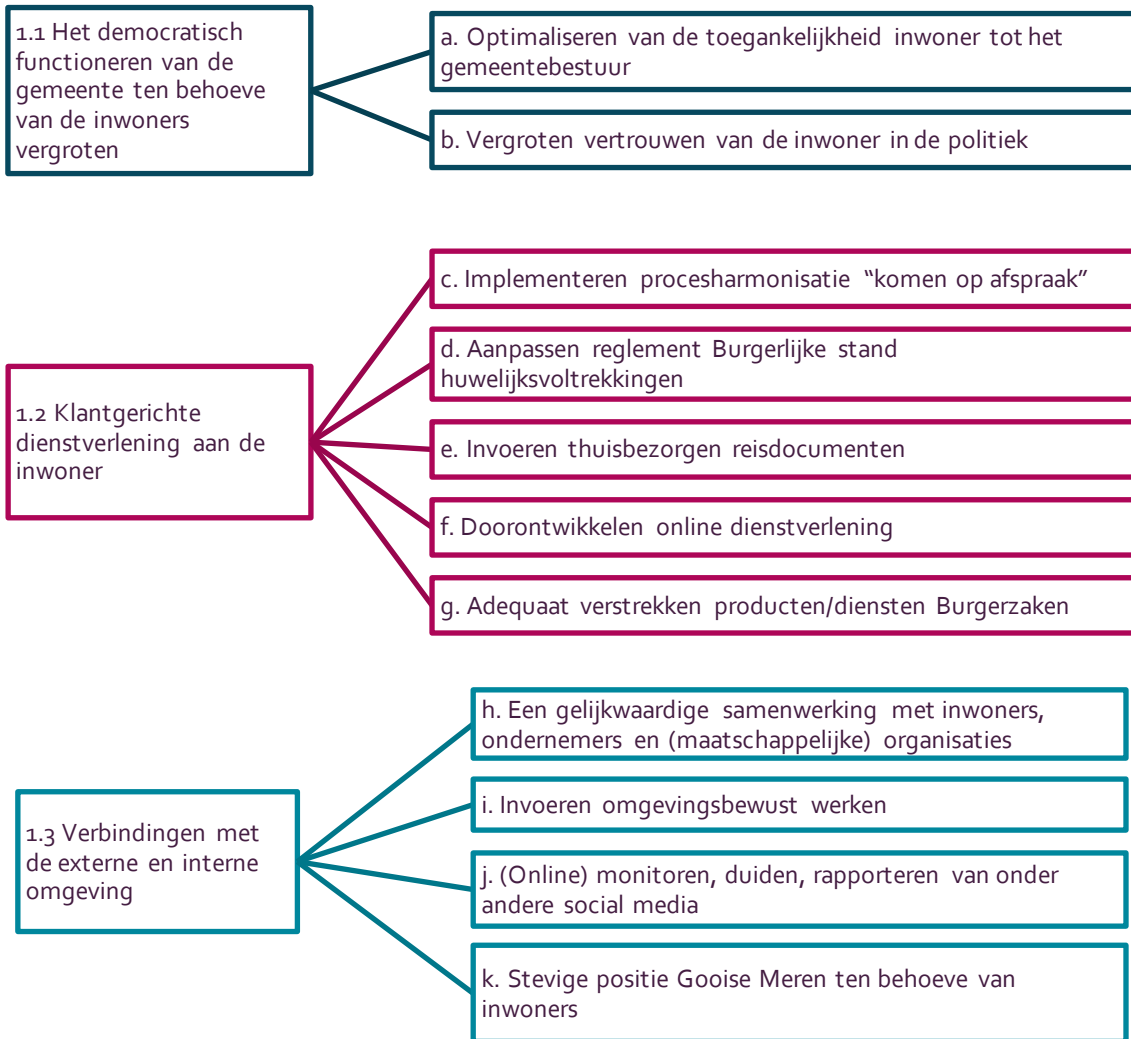 1.1 Het democratisch
functioneren van de
gemeente ten behoeve
van de inwoners
vergroten
a. Optimaliseren van de toegankelijkheid inwoner tot het
gemeentebestuur
b. Vergroten vertrouwen van de inwoner in de politiek
1.2 Klantgerichte
dienstverlening aan de
inwoner
c. Implementeren procesharmonisatie “komen op afspraak”
d. Aanpassen reglement Burgerlijke stand
huwelijksvoltrekkingen
e. Invoeren thuisbezorgen reisdocumenten
f. Doorontwikkelen online dienstverlening
g. Adequaat verstrekken producten/diensten Burgerzaken
1.3 Verbindingen met
de externe en interne
omgeving
h. Een gelijkwaardige samenwerking met inwoners,
ondernemers en (maatschappelijke) organisaties
i. Invoeren omgevingsbewust werken
j. (Online) monitoren, duiden, rapporteren van onder
andere social media
k. Stevige positie Gooise Meren ten behoeve van
inwoners